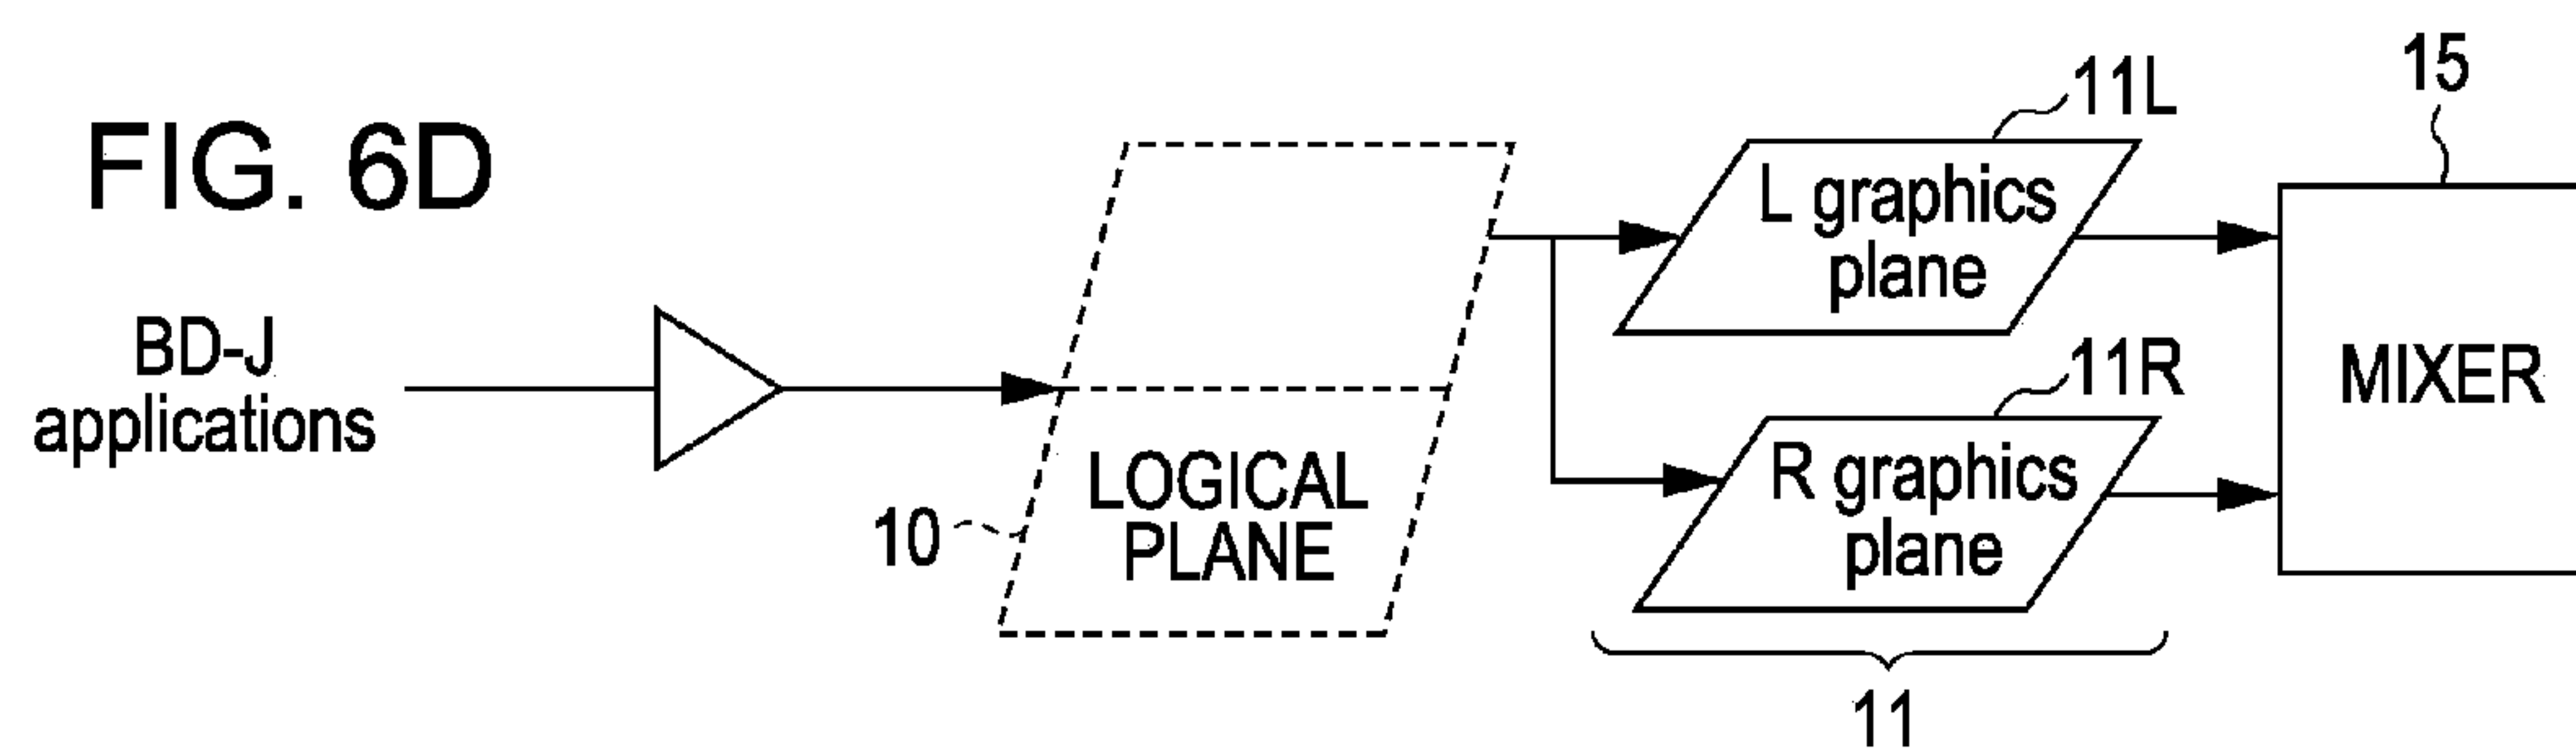 FIG. 6D
BD-J
applications
10
LOGICAL
PLANE
11L
L graphics
plane
11R
R graphics
plane
11
15
MIXER